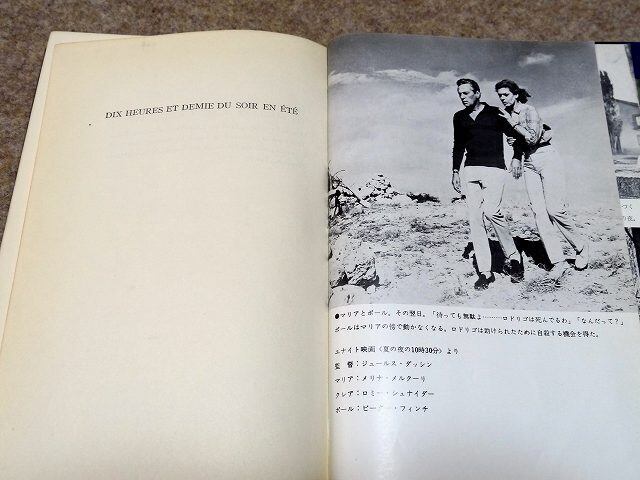 DIX HEURES ET DEMIE DU SOIR EN ÉTÉ
●マリアとポール。その翌日。「待っても無駄よ………ロドリゴは死んでるわ」「なんだって?」
ポールはマリアの傍で動かなくなる。ロドリゴは助けられたために自殺する機会を得た。
ユナイト映画〈夏の夜の10時30分〉より
監督:ジュールス・ダッシン
マリア:メリナ・メルクーリ
クレア:ロミー・シュナイダー
ポール:ピーター・フィンチ
づく
り夜。